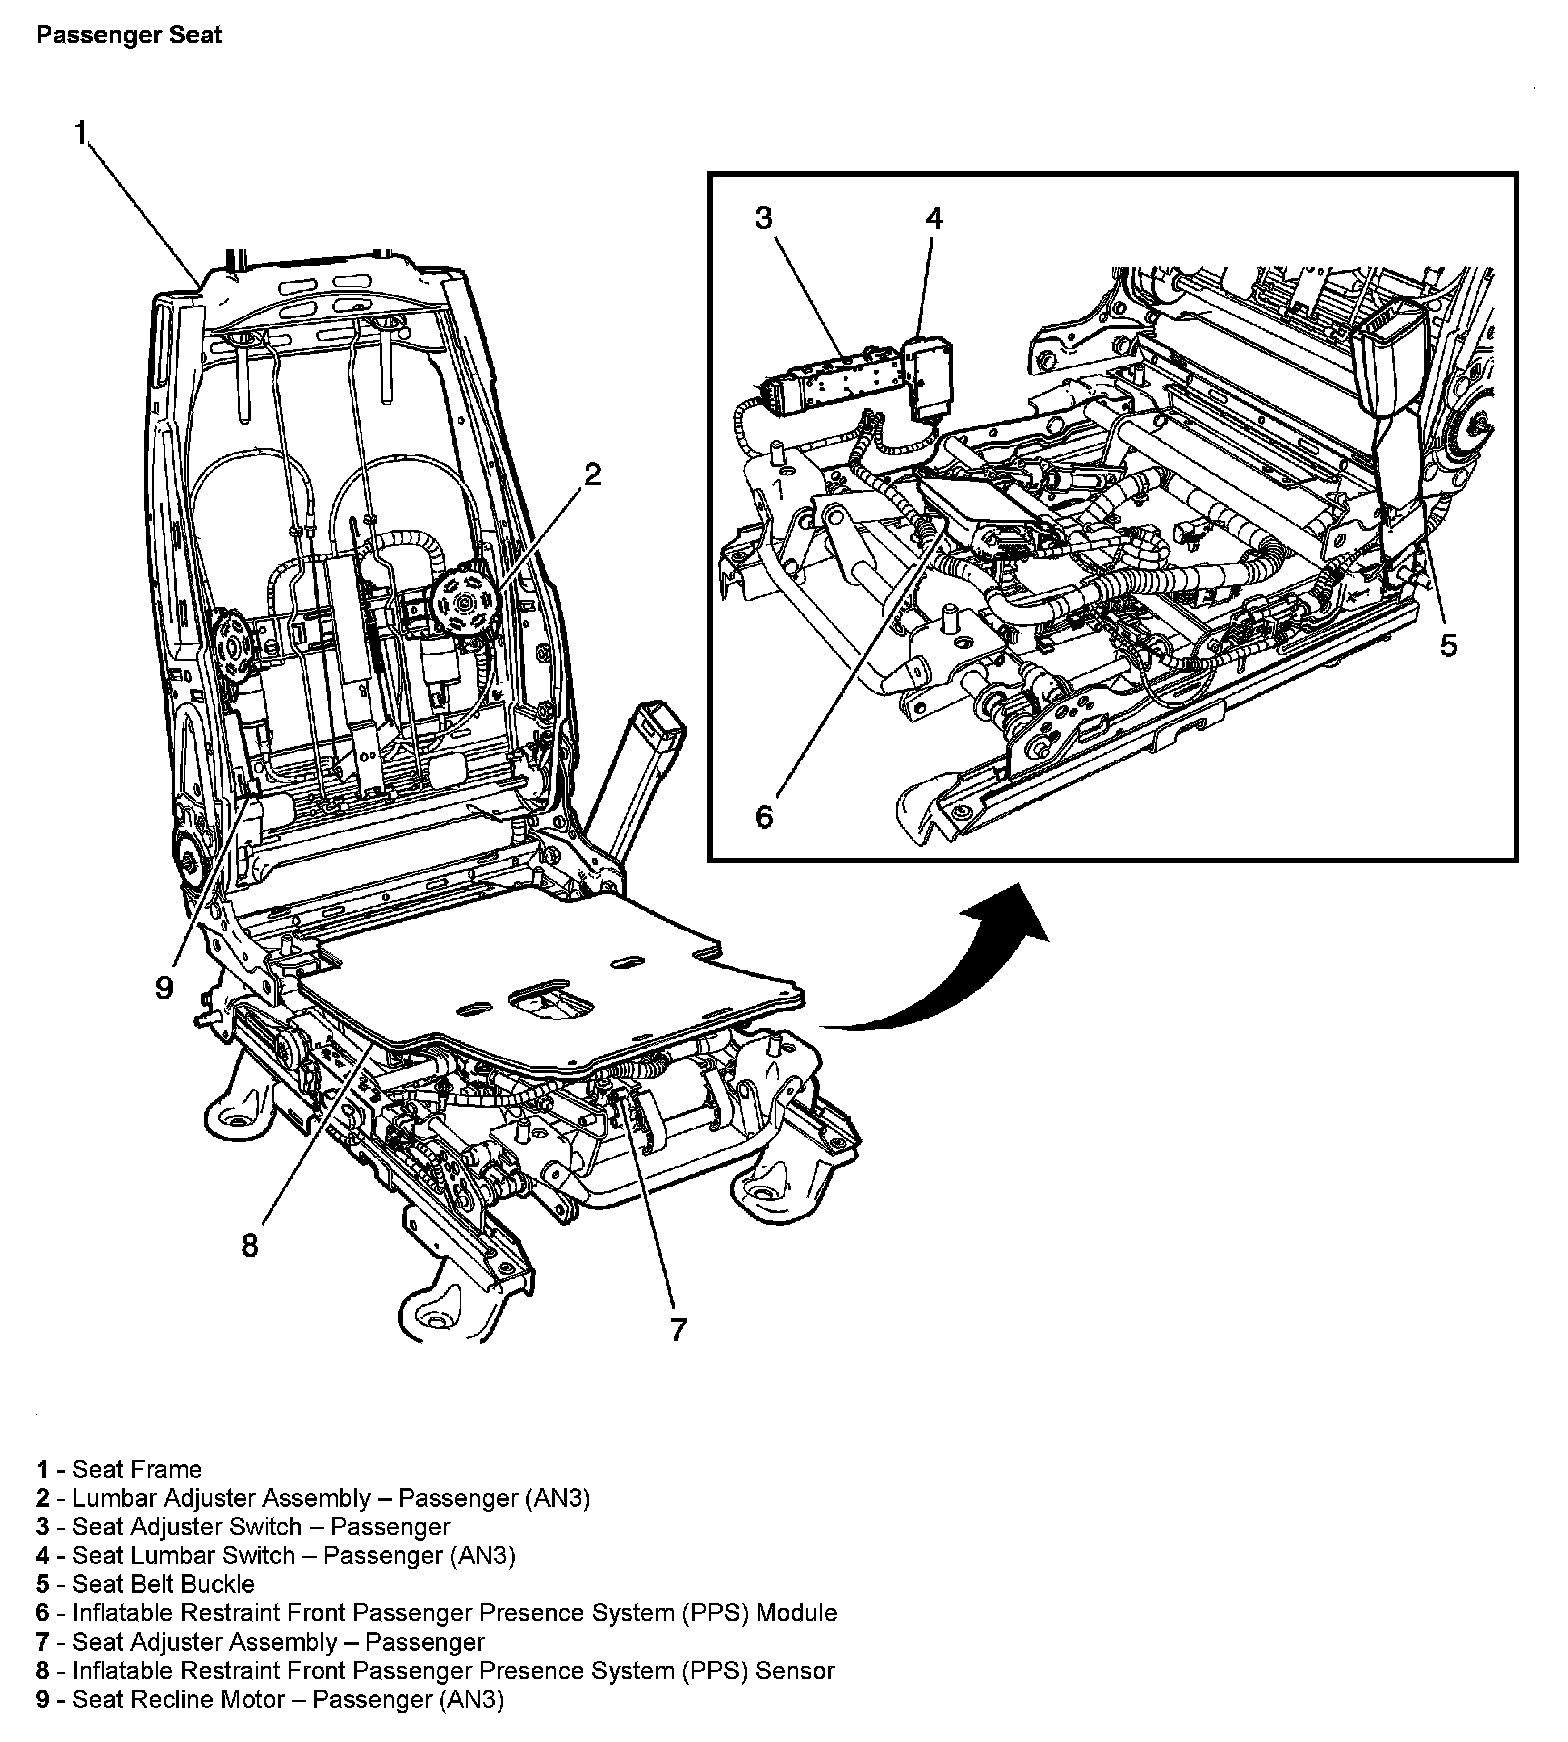 Passenger Seat
1
3
4
2
5
6
9
8
7
1 - Seat Frame
2 - Lumbar Adjuster Assembly – Passenger (AN3)
3 - Seat Adjuster Switch – Passenger
4 - Seat Lumbar Switch – Passenger (AN3)
5 - Seat Belt Buckle
6 - Inflatable Restraint Front Passenger Presence System (PPS) Module
7 - Seat Adjuster Assembly – Passenger
8 - Inflatable Restraint Front Passenger Presence System (PPS) Sensor
9 - Seat Recline Motor – Passenger (AN3)